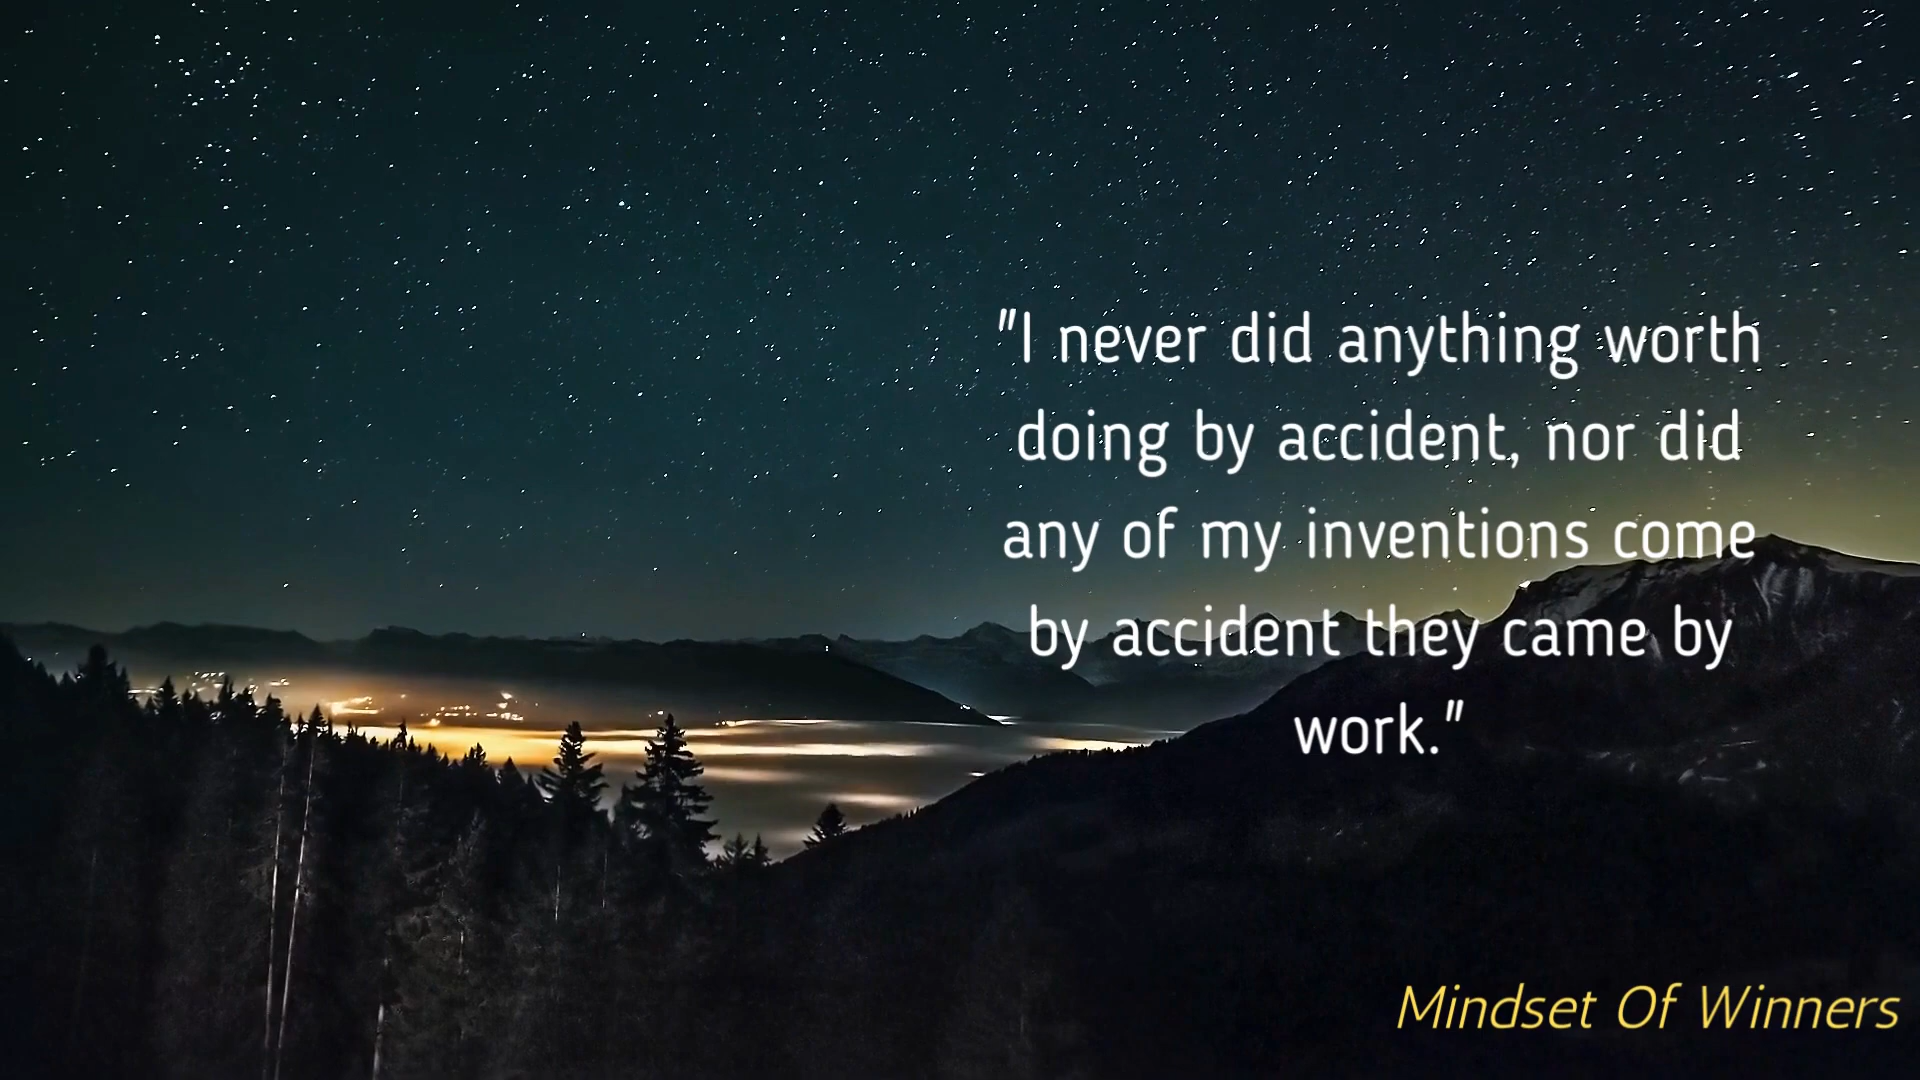 "I never did anything worth
doing by accident, nor did
any of my inventions come
by accident they came by
work."
Mindset Of Winners